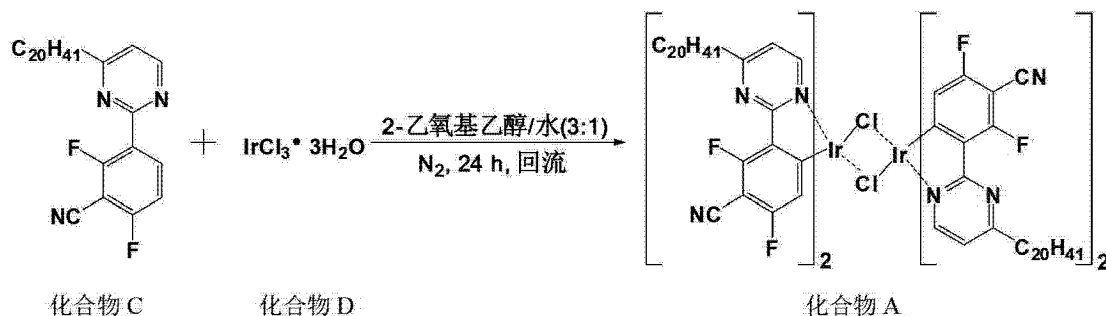 C20H41
N N
F
NC
F
+
IrCl3• 3H2O
2-乙氧基乙醇/水(3:1)
N2, 24 h, 回流
C20H41
N N
F
NC
F
2
Cl
Ir Ir
Cl
F
CN
F
N N
C20H41
2
化合物 C
化合物 D
化合物 A